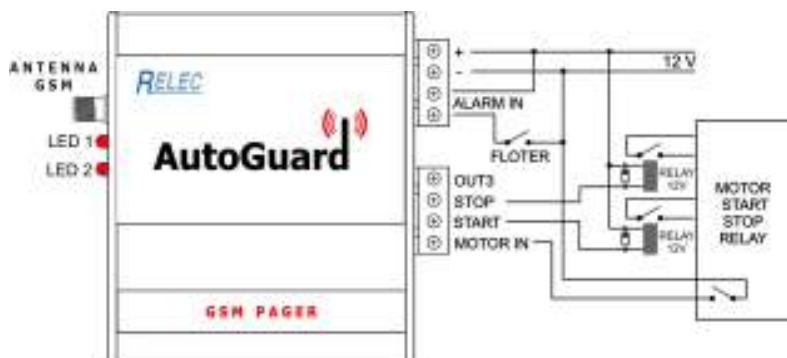 ANTENNA
GSM
LED 1
LED 2
RELEC
AutoGuard
GSM PAGER
+
-
12 V
ALARM IN
FLOTER
OUT3
STOP
START
MOTOR IN
RELAY
12V
RELAY
12V
MOTOR
START
STOP
RELAY